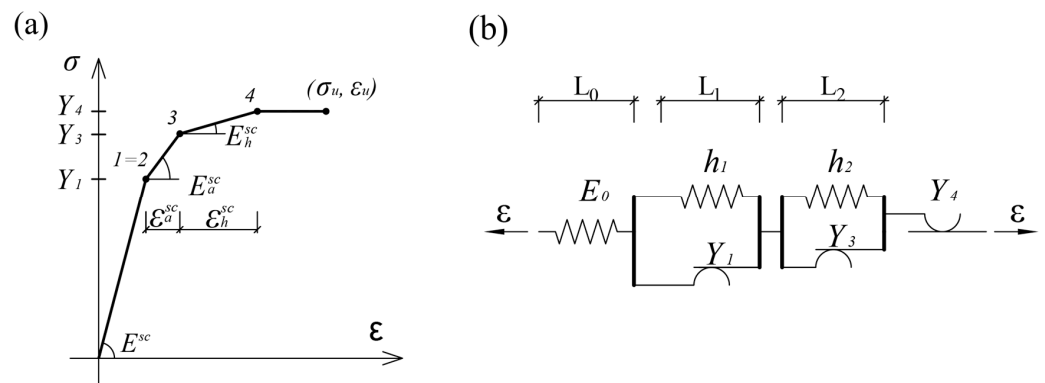 (a)
σ
Y₄
Y₃
Y₁
4
(σᵤ, εᵤ)
3
1=2
E_h^sc
E_a^sc
ε_a^sc
ε_h^sc
E^sc
ε
(b)
L₀
L₁
L₂
h₁
h₂
E₀
Y₄
ε
ε
Y₁
Y₃